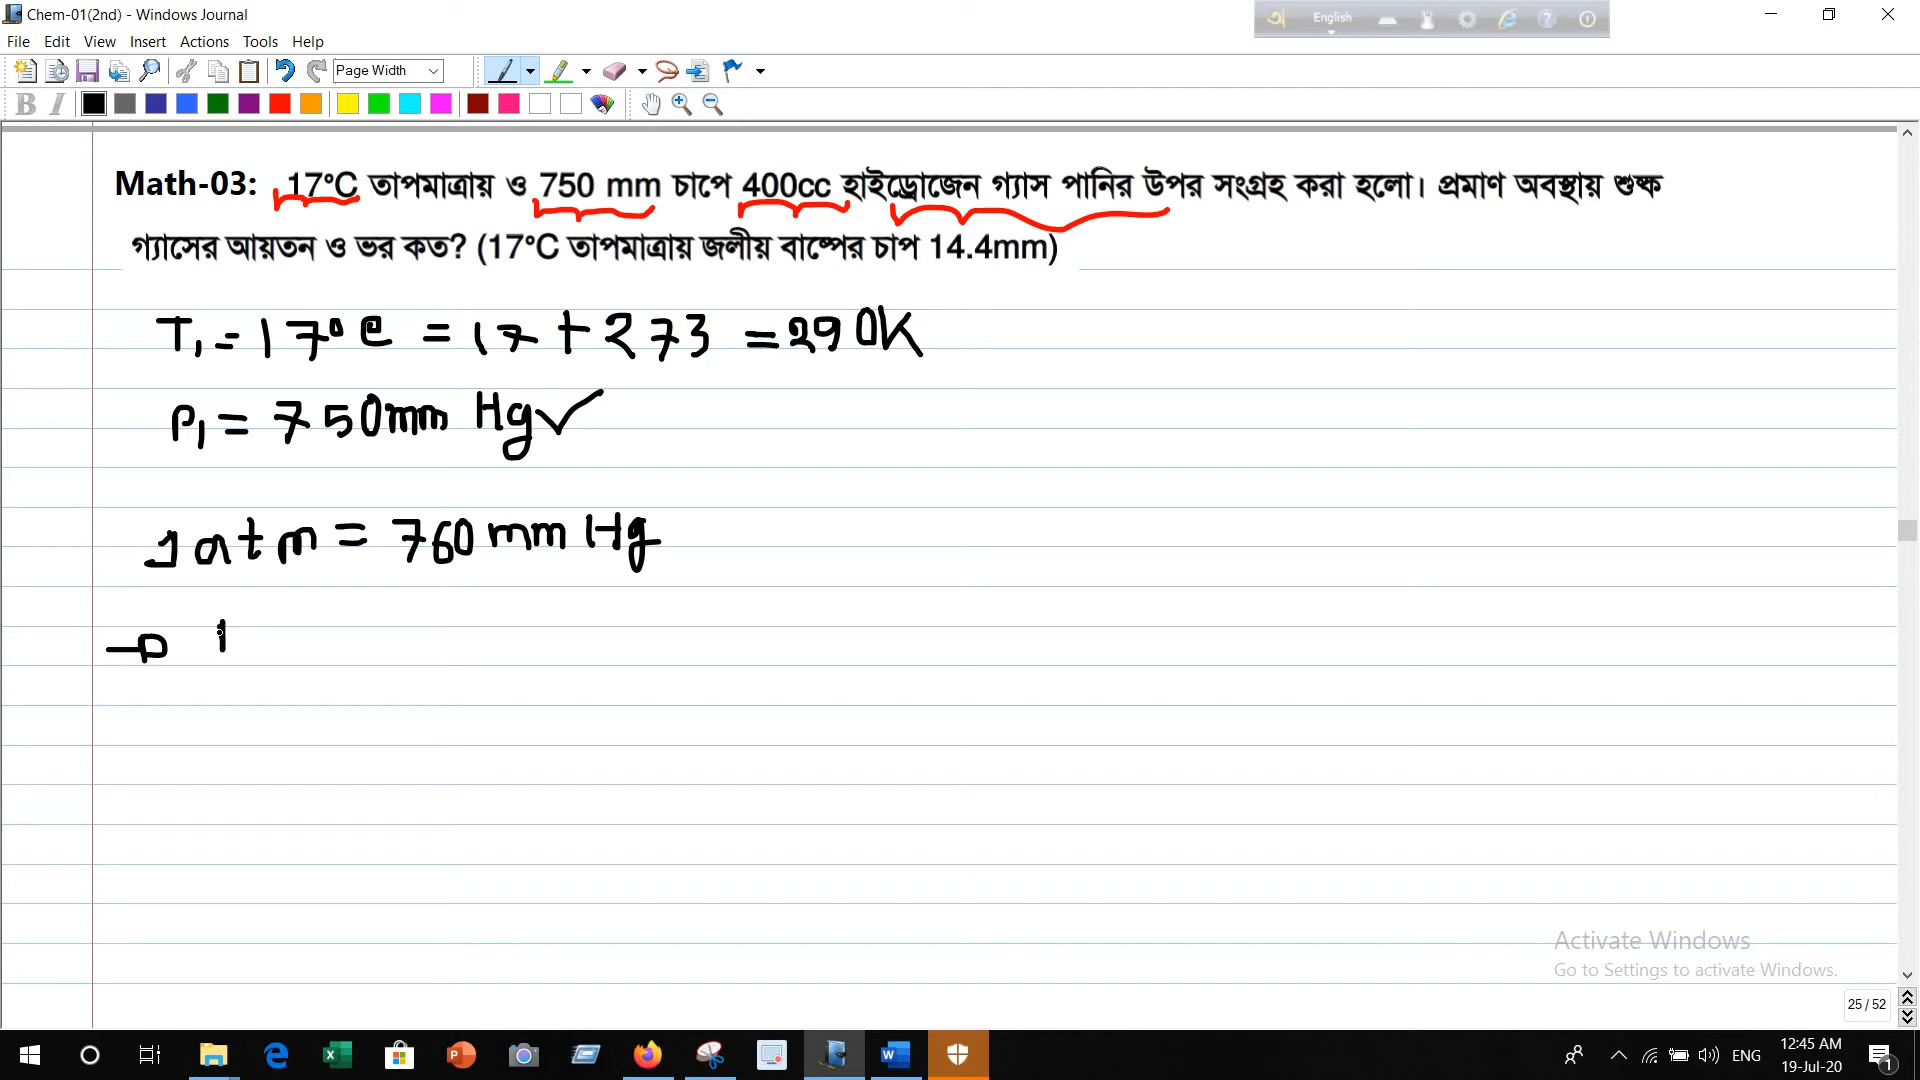 Chem-01(2nd) - Windows Journal
English
File Edit View Insert Actions Tools Help
Page Width
B I
Math-03: 17°C তাপমাত্রায় ও 750 mm চাপে 400cc হাইড্রোজেন গ্যাস পানির উপর সংগ্রহ করা হলো। প্রমাণ অবস্থায় শুষ্ক
গ্যাসের আয়তন ও ভর কত? (17°C তাপমাত্রায় জলীয় বাষ্পের চাপ 14.4mm)
T₁ = 17°C = 17 + 273 = 290K
P₁ = 750mm Hg✓
1 atm = 760 mm Hg
Activate Windows
Go to Settings to activate Windows.
25 / 52
ENG
12:45 AM
19-Jul-20
1